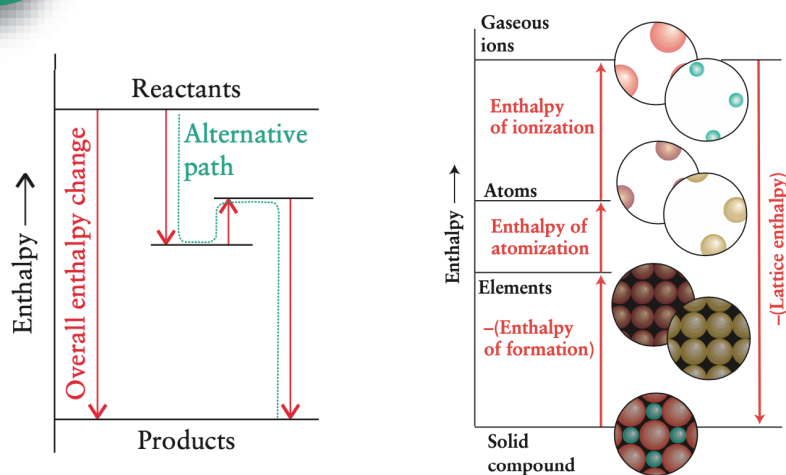 Reactants
Alternative
path
Overall enthalpy change
Enthalpy
Products
Gaseous
ions
Enthalpy
of ionization
Atoms
Enthalpy of
atomization
Elements
–(Enthalpy
of formation)
Solid
compound
Enthalpy
–(Lattice enthalpy)